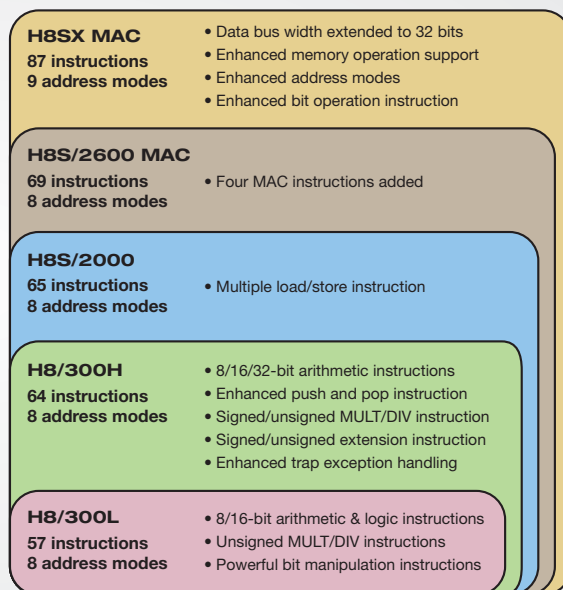 H8SX MAC
87 instructions
9 address modes
• Data bus width extended to 32 bits
• Enhanced memory operation support
• Enhanced address modes
• Enhanced bit operation instruction
H8S/2600 MAC
69 instructions
8 address modes
• Four MAC instructions added
H8S/2000
65 instructions
8 address modes
• Multiple load/store instruction
H8/300H
64 instructions
8 address modes
• 8/16/32-bit arithmetic instructions
• Enhanced push and pop instruction
• Signed/unsigned MULT/DIV instruction
• Signed/unsigned extension instruction
• Enhanced trap exception handling
H8/300L
57 instructions
8 address modes
• 8/16-bit arithmetic & logic instructions
• Unsigned MULT/DIV instructions
• Powerful bit manipulation instructions